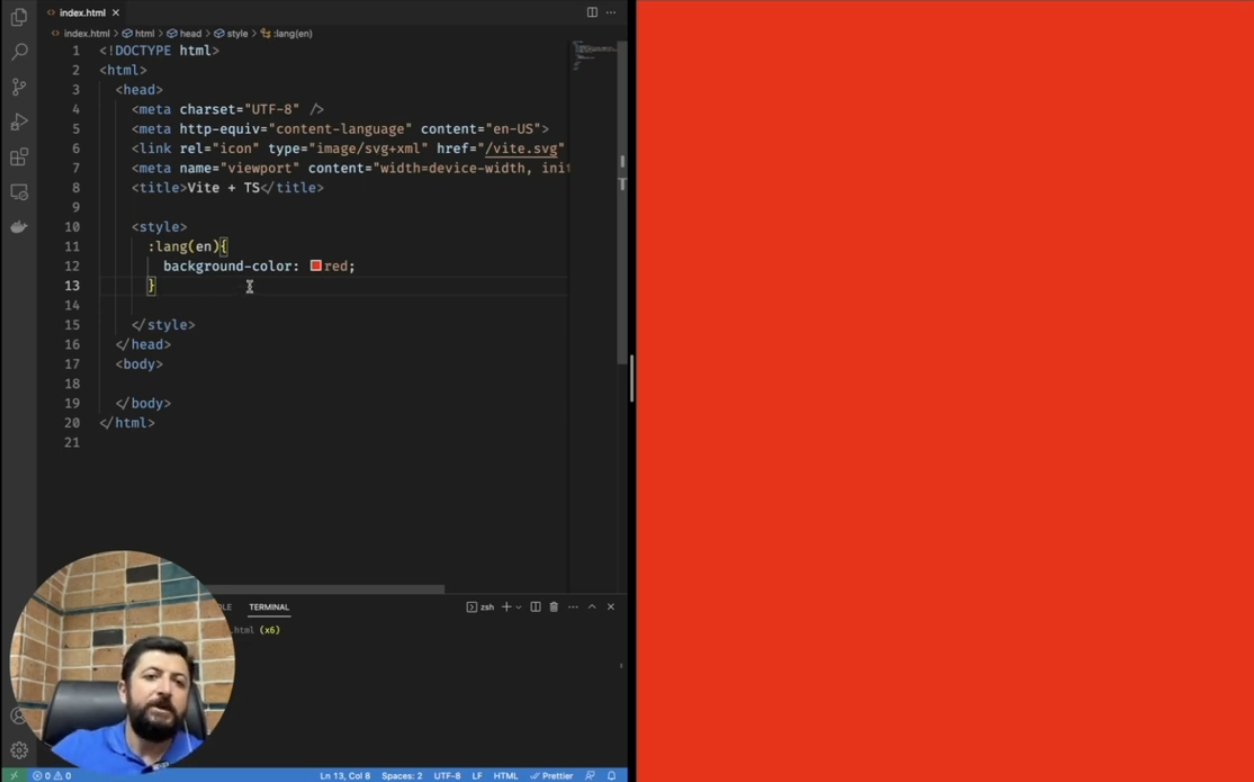 index.html
index.html > html > head > style > :lang(en)
1 <!DOCTYPE html>
2 <html>
3 <head>
4 <meta charset="UTF-8" />
5 <meta http-equiv="content-language" content="en-US">
6 <link rel="icon" type="image/svg+xml" href="/vite.svg"
7 <meta name="viewport" content="width=device-width, init
8 <title>Vite + TS</title>
9
10 <style>
11 :lang(en){
12 background-color: red;
13 }
14
15 </style>
16 </head>
17 <body>
18
19 </body>
20 </html>
21
TERMINAL
zsh
.html (x6)
0 0
Ln 13, Col 8 Spaces: 2 UTF-8 LF HTML Prettier